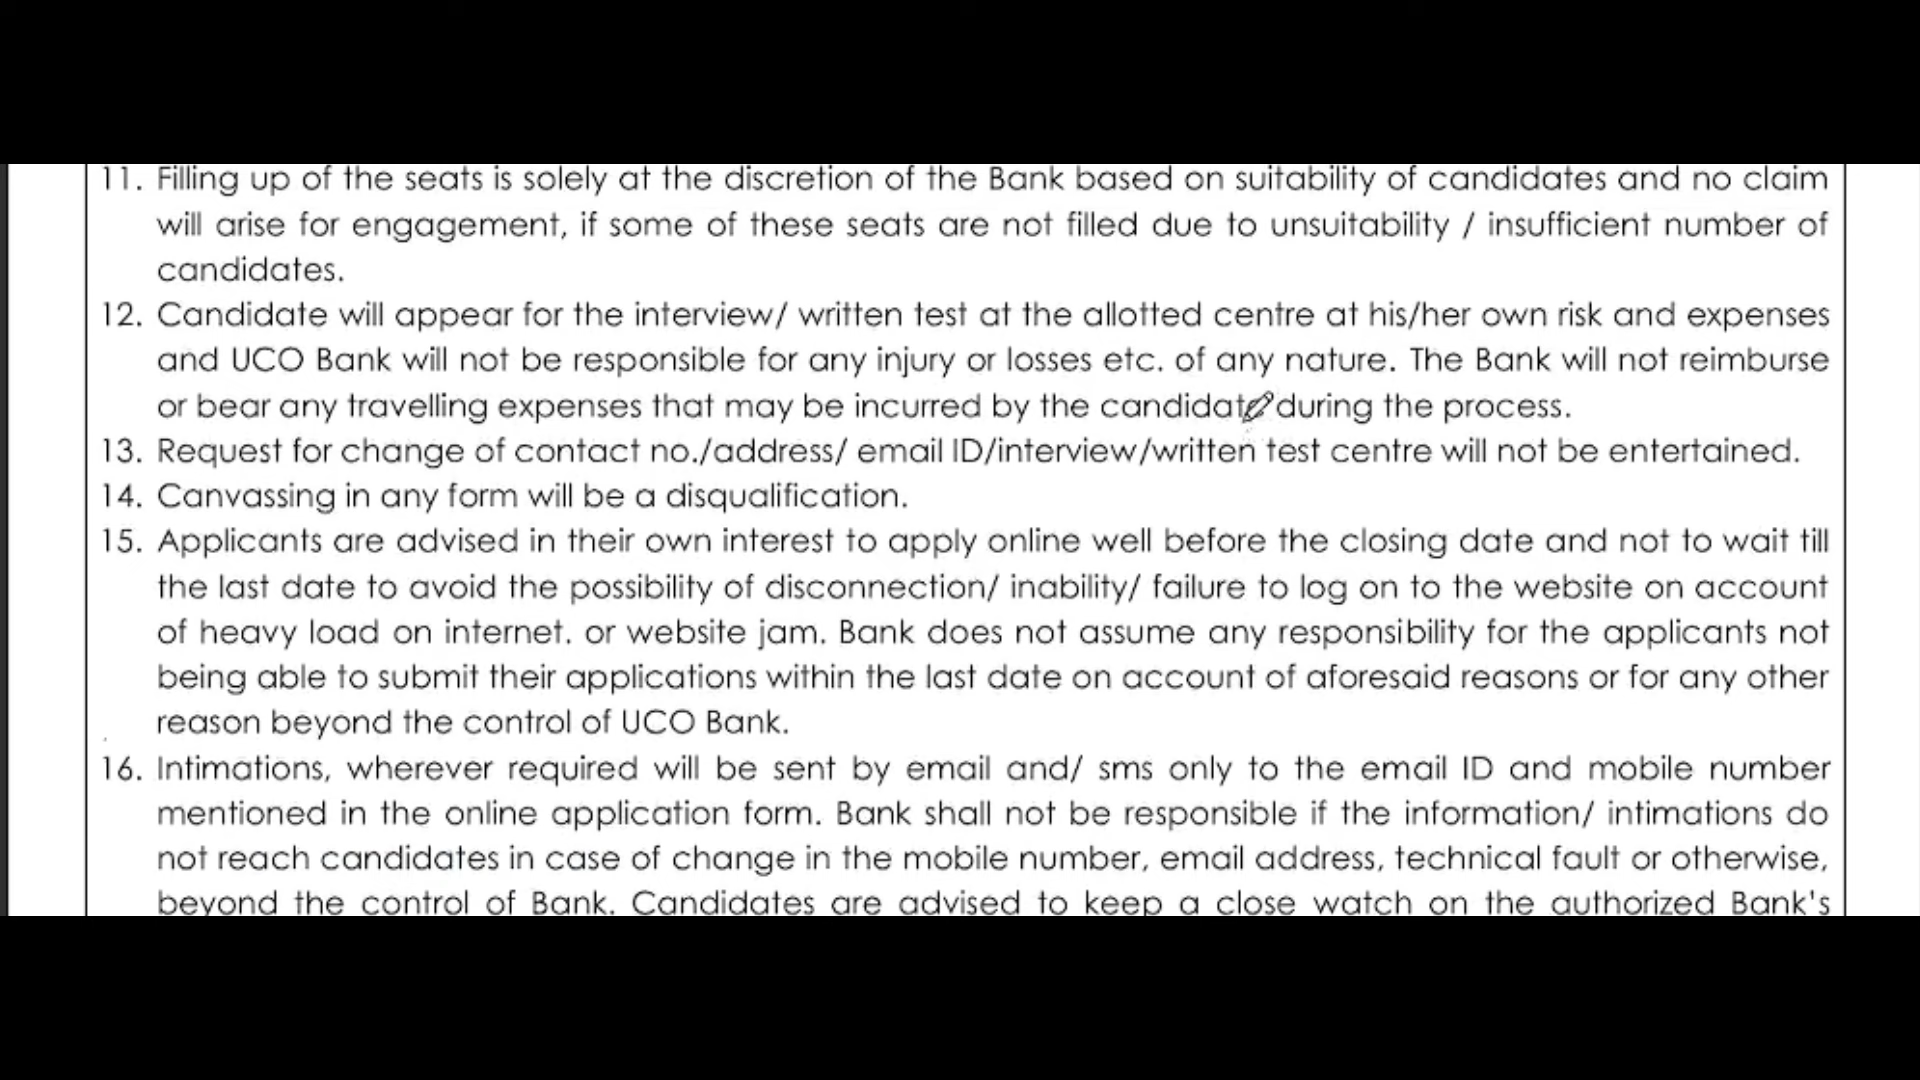 11. Filling up of the seats is solely at the discretion of the Bank based on suitability of candidates and no claim
will arise for engagement, if some of these seats are not filled due to unsuitability / insufficient number of
candidates.
12. Candidate will appear for the interview/ written test at the allotted centre at his/her own risk and expenses
and UCO Bank will not be responsible for any injury or losses etc. of any nature. The Bank will not reimburse
or bear any travelling expenses that may be incurred by the candidate during the process.
13. Request for change of contact no./address/ email ID/interview/written test centre will not be entertained.
14. Canvassing in any form will be a disqualification.
15. Applicants are advised in their own interest to apply online well before the closing date and not to wait till
the last date to avoid the possibility of disconnection/ inability/ failure to log on to the website on account
of heavy load on internet. or website jam. Bank does not assume any responsibility for the applicants not
being able to submit their applications within the last date on account of aforesaid reasons or for any other
reason beyond the control of UCO Bank.
16. Intimations, wherever required will be sent by email and/ sms only to the email ID and mobile number
mentioned in the online application form. Bank shall not be responsible if the information/ intimations do
not reach candidates in case of change in the mobile number, email address, technical fault or otherwise,
beyond the control of Bank. Candidates are advised to keep a close watch on the authorized Bank's